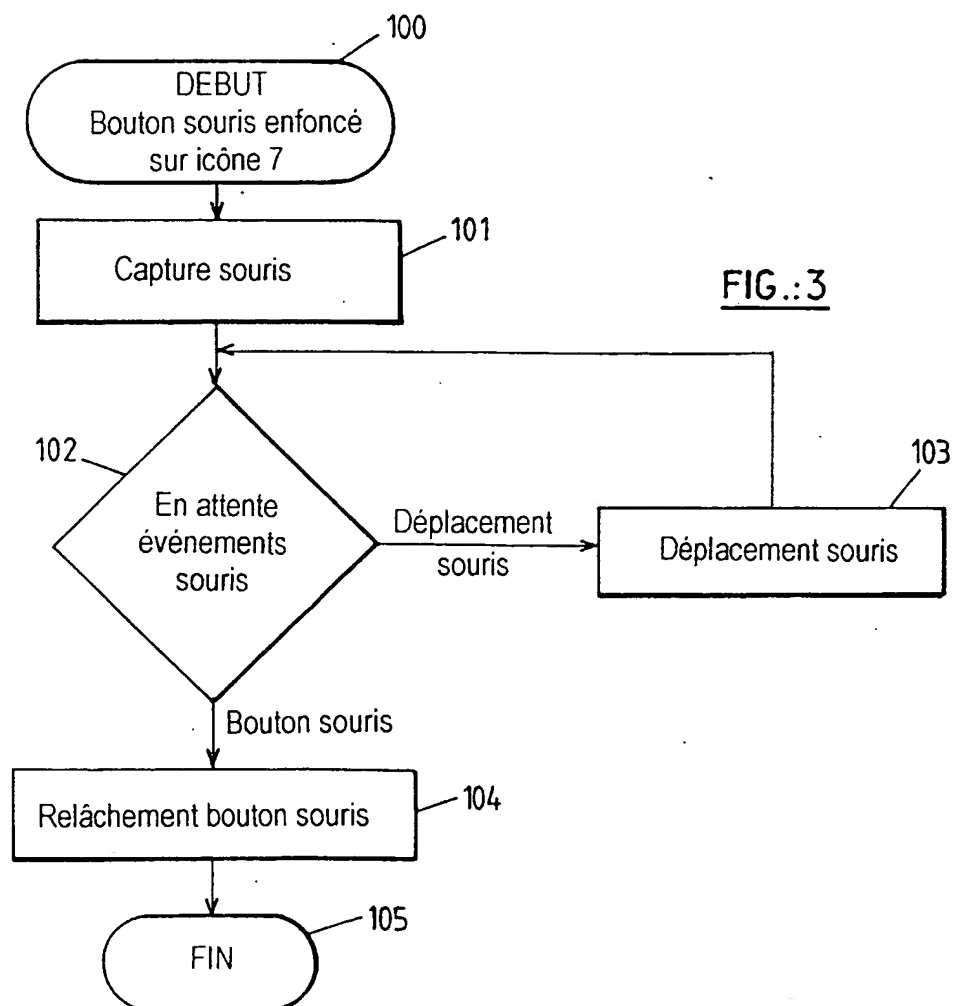 100
DEBUT
Bouton souris enfoncé
sur icône 7
101
Capture souris
FIG.:3
102
103
En attente
événements
souris
Déplacement
souris
Déplacement souris
Bouton souris
Relâchement bouton souris
104
105
FIN